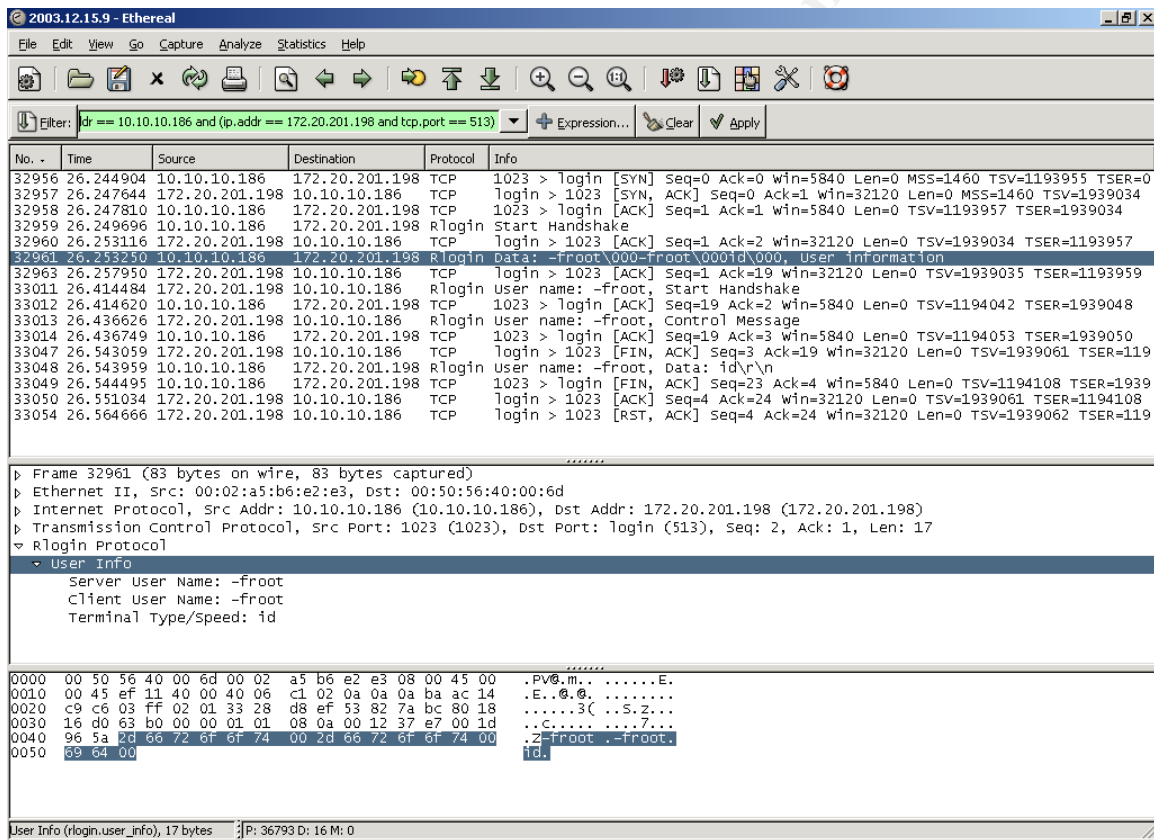 2003.12.15.9 - Ethereal
File Edit View Go Capture Analyze Statistics Help
Filter: dr == 10.10.10.186 and (ip.addr == 172.20.201.198 and tcp.port == 513) Expression... Clear Apply
No. Time Source Destination Protocol Info
32956 26.244904 10.10.10.186 172.20.201.198 TCP 1023 > login [SYN] Seq=0 Ack=0 Win=5840 Len=0 MSS=1460 TSV=1193955 TSER=0
32957 26.247644 172.20.201.198 10.10.10.186 TCP login > 1023 [SYN, ACK] Seq=0 Ack=1 Win=32120 Len=0 MSS=1460 TSV=1939034
32958 26.247810 10.10.10.186 172.20.201.198 TCP 1023 > login [ACK] Seq=1 Ack=1 Win=5840 Len=0 TSV=1193957 TSER=1939034
32959 26.249696 10.10.10.186 172.20.201.198 Rlogin Start Handshake
32960 26.253116 172.20.201.198 10.10.10.186 TCP login > 1023 [ACK] Seq=1 Ack=2 Win=32120 Len=0 TSV=1939034 TSER=1193957
32961 26.253250 10.10.10.186 172.20.201.198 Rlogin Data: -froot\000-froot\000id\000, User information
32963 26.257950 172.20.201.198 10.10.10.186 TCP login > 1023 [ACK] Seq=1 Ack=19 Win=32120 Len=0 TSV=1939035 TSER=1193959
33011 26.414484 172.20.201.198 10.10.10.186 Rlogin User name: -froot, Start Handshake
33012 26.414620 10.10.10.186 172.20.201.198 TCP 1023 > login [ACK] Seq=19 Ack=2 Win=5840 Len=0 TSV=1194042 TSER=1939048
33013 26.436626 172.20.201.198 10.10.10.186 Rlogin User name: -froot, Control Message
33014 26.436749 10.10.10.186 172.20.201.198 TCP 1023 > login [ACK] Seq=19 Ack=3 Win=5840 Len=0 TSV=1194053 TSER=1939050
33047 26.543059 172.20.201.198 10.10.10.186 TCP login > 1023 [FIN, ACK] Seq=3 Ack=19 Win=32120 Len=0 TSV=1939061 TSER=119
33048 26.543959 10.10.10.186 172.20.201.198 Rlogin User name: -froot, Data: id\r\n
33049 26.544495 10.10.10.186 172.20.201.198 TCP 1023 > login [FIN, ACK] Seq=23 Ack=4 Win=5840 Len=0 TSV=1194108 TSER=1939
33050 26.551034 172.20.201.198 10.10.10.186 TCP login > 1023 [ACK] Seq=4 Ack=24 Win=32120 Len=0 TSV=1939061 TSER=1194108
33054 26.564666 172.20.201.198 10.10.10.186 TCP login > 1023 [RST, ACK] Seq=4 Ack=24 Win=32120 Len=0 TSV=1939062 TSER=119
Frame 32961 (83 bytes on wire, 83 bytes captured)
Ethernet II, Src: 00:02:a5:b6:e2:e3, Dst: 00:50:56:40:00:6d
Internet Protocol, Src Addr: 10.10.10.186 (10.10.10.186), Dst Addr: 172.20.201.198 (172.20.201.198)
Transmission Control Protocol, Src Port: 1023 (1023), Dst Port: login (513), Seq: 2, Ack: 1, Len: 17
Rlogin Protocol
User Info
Server User Name: -froot
Client User Name: -froot
Terminal Type/Speed: id
0000 00 50 56 40 00 6d 00 02 a5 b6 e2 e3 08 00 45 00 .PV@.m.. ......E.
0010 00 45 ef 11 40 00 40 06 c1 02 0a 0a 0a ba ac 14 .E..@.@. ........
0020 c9 c6 03 ff 02 01 33 28 d8 ef 53 82 7a bc 80 18 ......3( ..S.z...
0030 16 d0 63 b0 00 00 01 01 08 0a 00 12 37 e7 00 1d ..c..... ....7...
0040 96 5a 2d 66 72 6f 6f 74 00 2d 66 72 6f 6f 74 00 .Z-froot .-froot.
0050 69 64 00 id.
User Info (rlogin.user_info), 17 bytes P: 36793 D: 16 M: 0